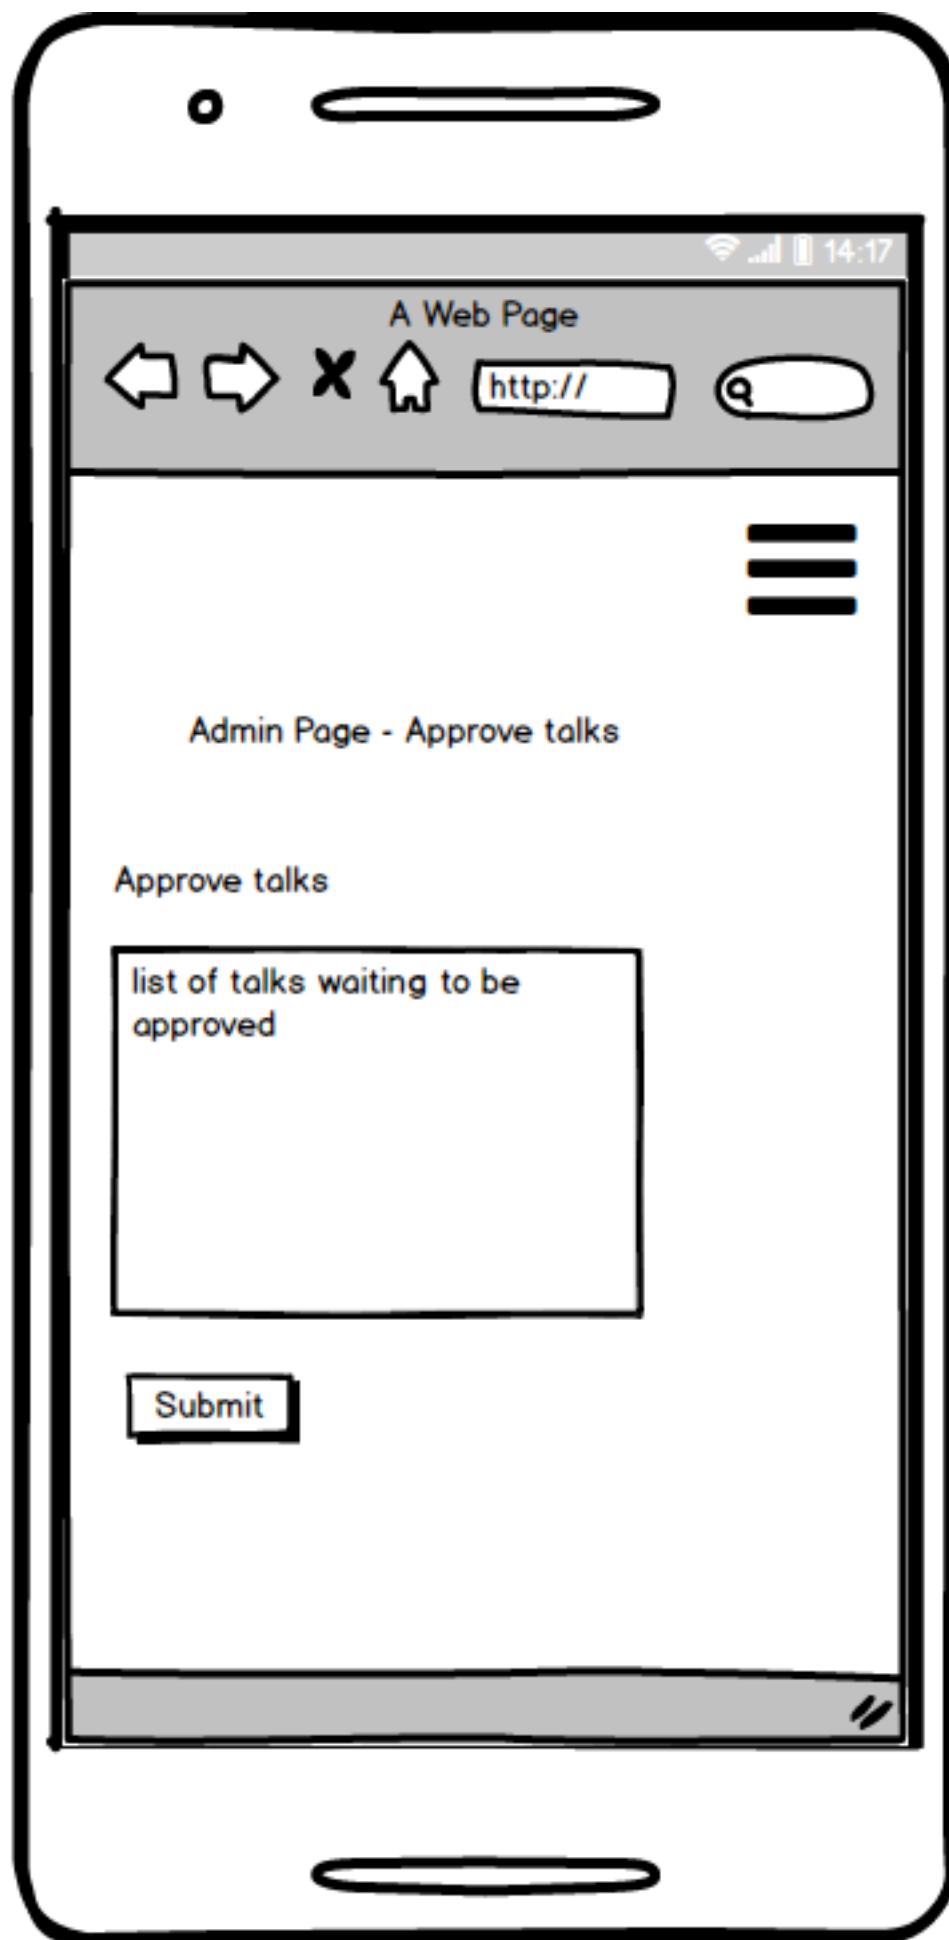 14:17
A Web Page
http://
Admin Page - Approve talks
Approve talks
list of talks waiting to be
approved
Submit